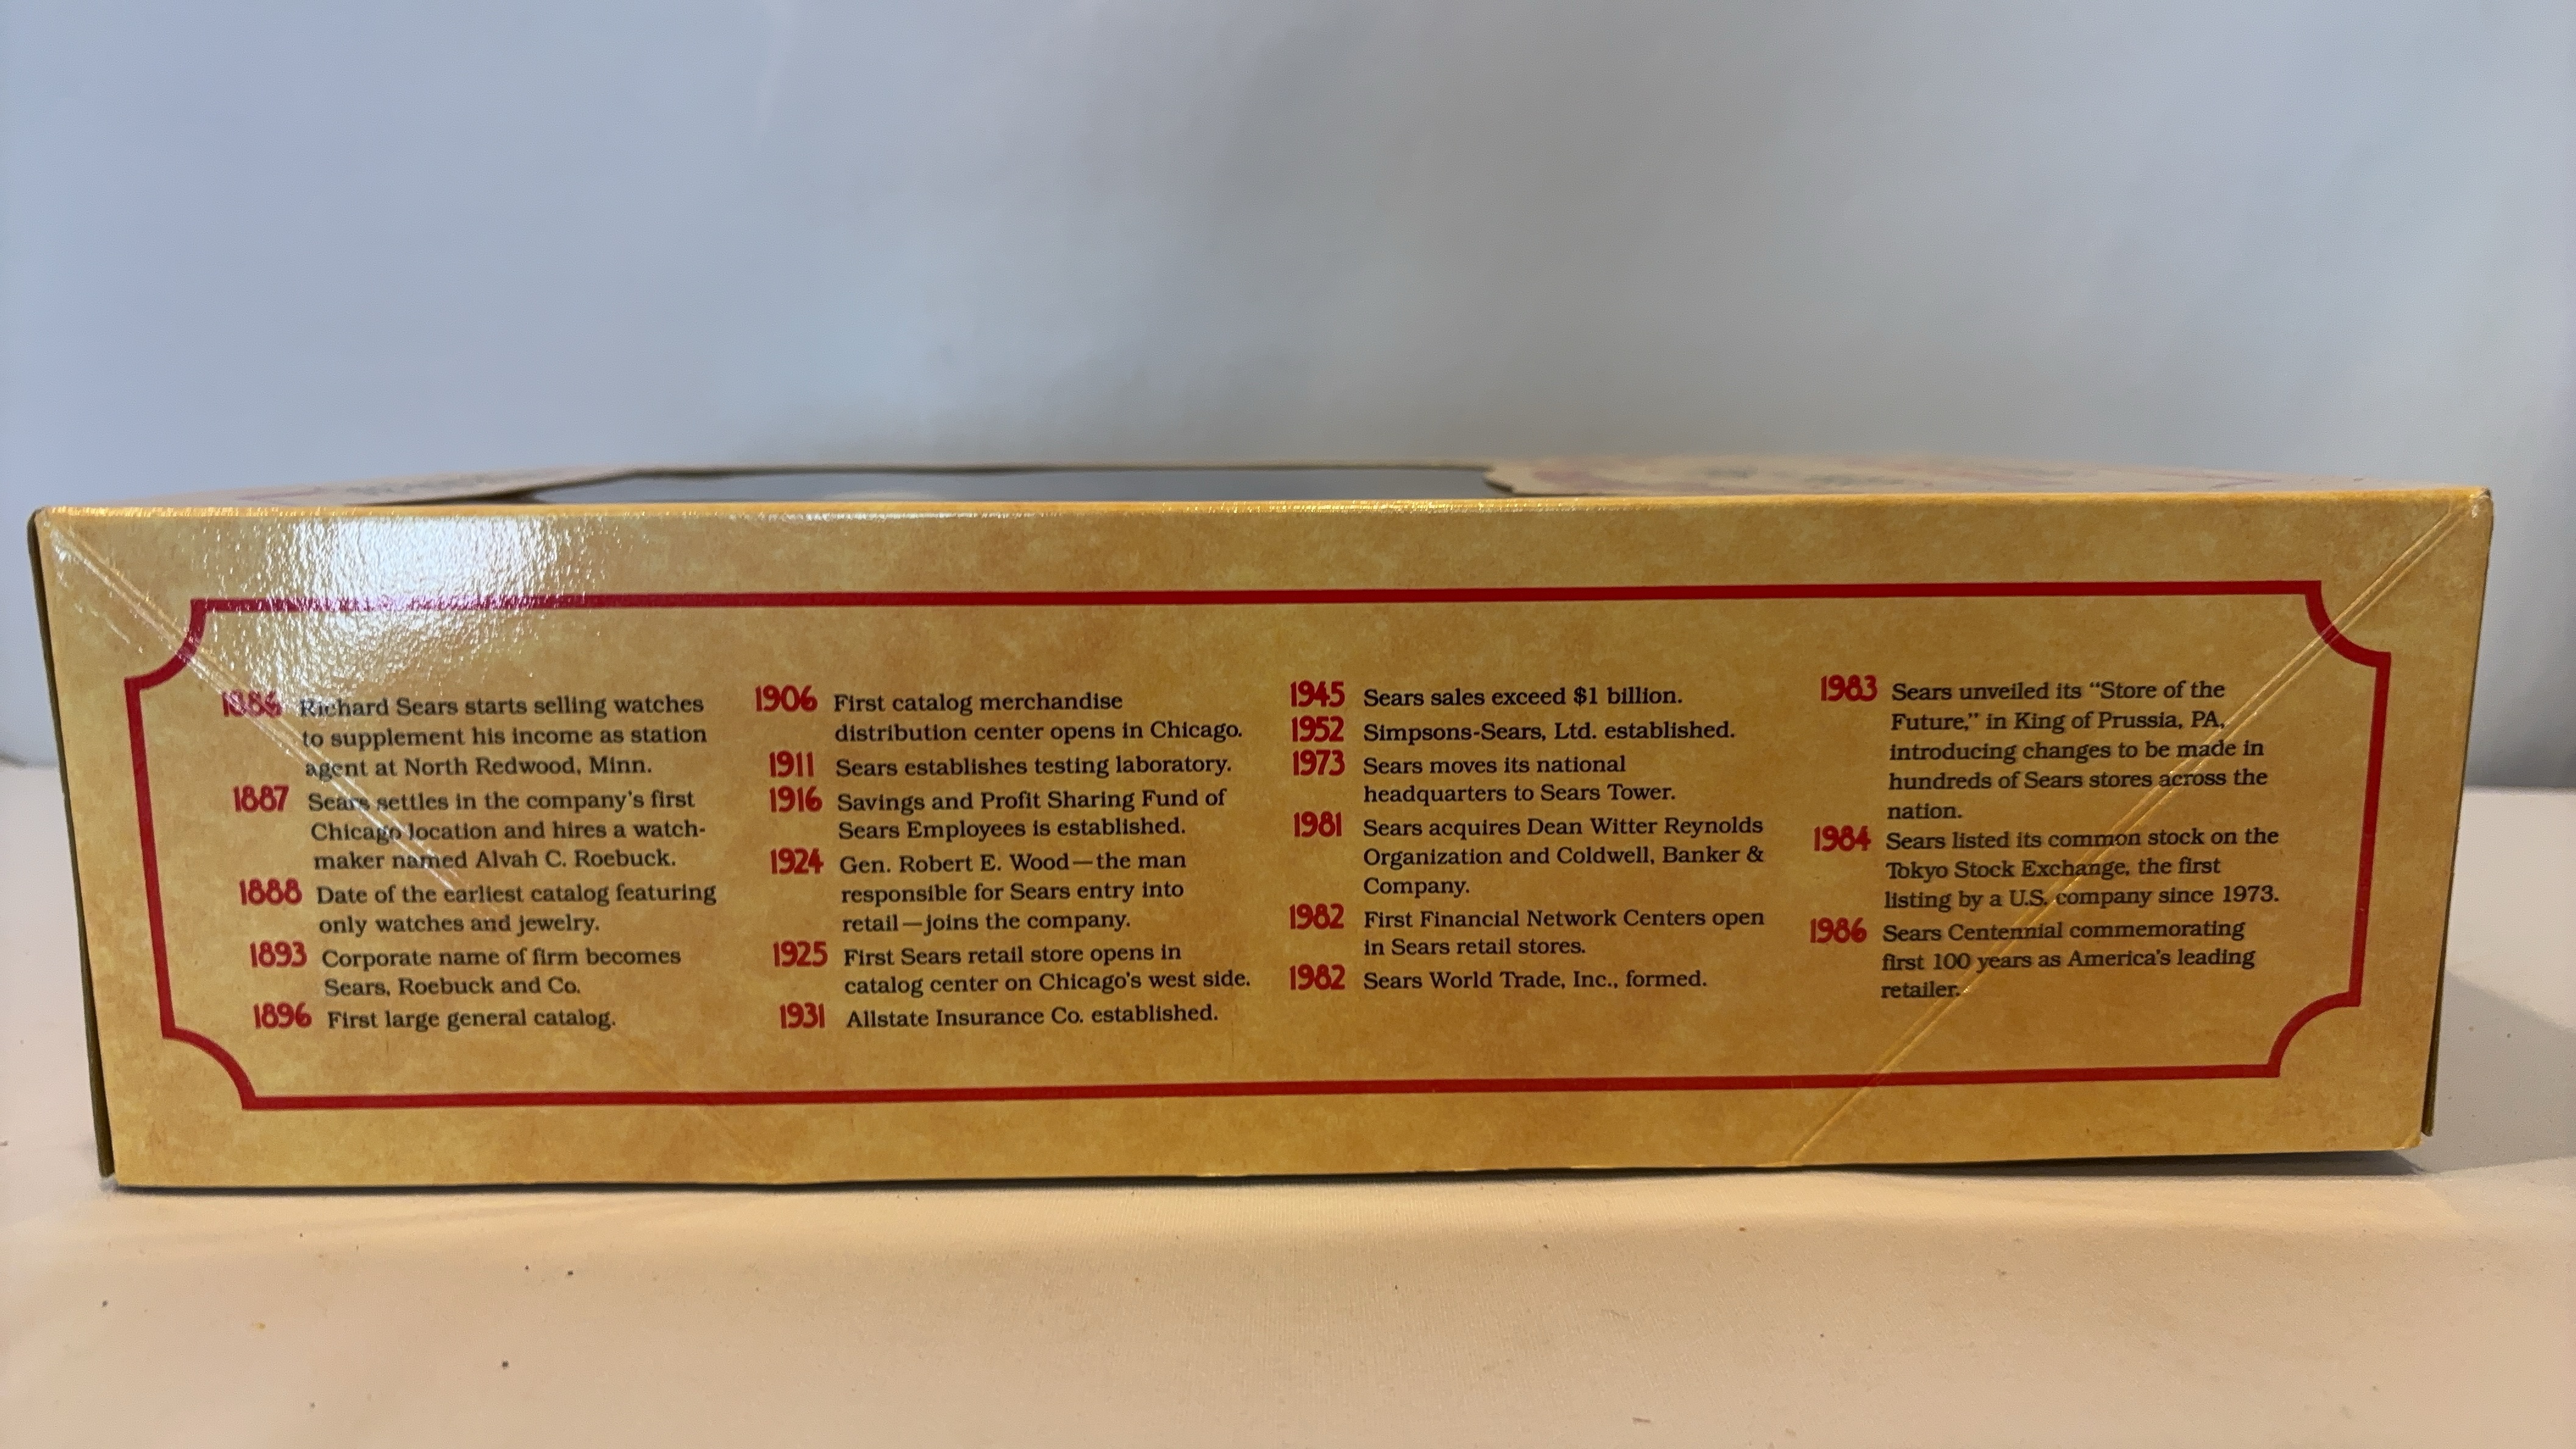 1886 Richard Sears starts selling watches
to supplement his income as station
agent at North Redwood, Minn.
1887 Sears settles in the company's first
Chicago location and hires a watch-
maker named Alvah C. Roebuck.
1888 Date of the earliest catalog featuring
only watches and jewelry.
1893 Corporate name of firm becomes
Sears, Roebuck and Co.
1896 First large general catalog.
1906 First catalog merchandise
distribution center opens in Chicago.
1911 Sears establishes testing laboratory.
1916 Savings and Profit Sharing Fund of
Sears Employees is established.
1924 Gen. Robert E. Wood—the man
responsible for Sears entry into
retail—joins the company.
1925 First Sears retail store opens in
catalog center on Chicago's west side.
1931 Allstate Insurance Co. established.
1945 Sears sales exceed $1 billion.
1952 Simpsons-Sears, Ltd. established.
1973 Sears moves its national
headquarters to Sears Tower.
1981 Sears acquires Dean Witter Reynolds
Organization and Coldwell, Banker &
Company.
1982 First Financial Network Centers open
in Sears retail stores.
1982 Sears World Trade, Inc., formed.
1983 Sears unveiled its “Store of the
Future,” in King of Prussia, PA,
introducing changes to be made in
hundreds of Sears stores across the
nation.
1984 Sears listed its common stock on the
Tokyo Stock Exchange, the first
listing by a U.S. company since 1973.
1986 Sears Centennial commemorating
first 100 years as America's leading
retailer.